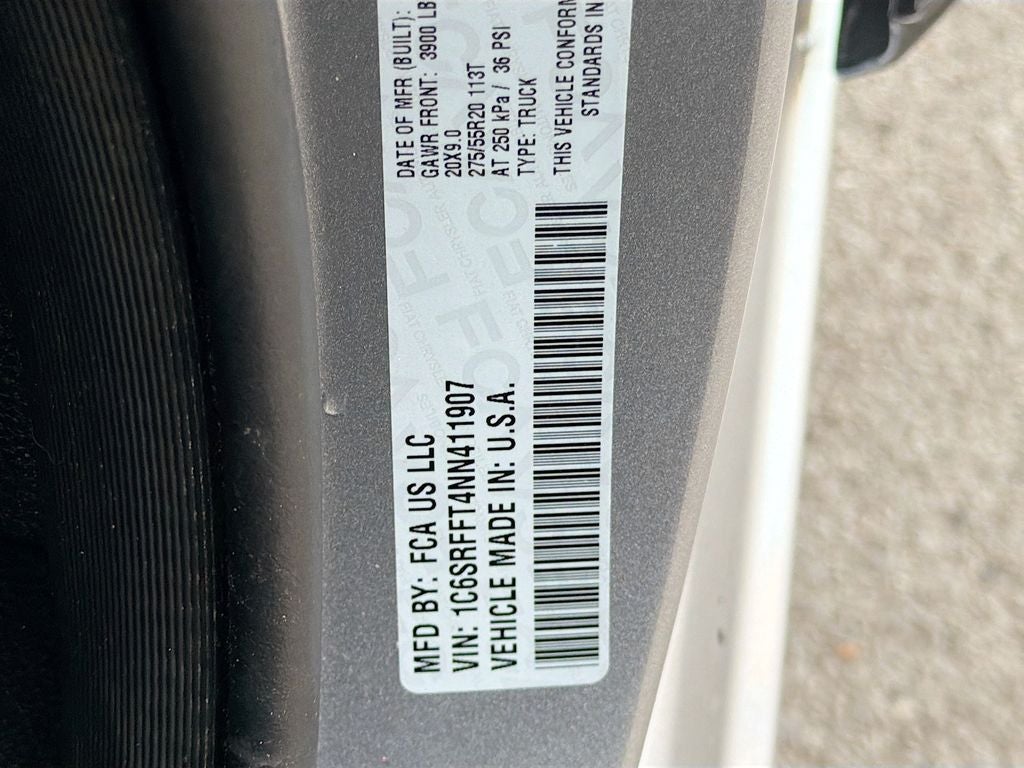 MFD BY: FCA US LLC
VIN: 1C6SRFFT4NN411907
VEHICLE MADE IN: U.S.A.
DATE OF MFR (BUILT):
GAWR FRONT: 3900 LB
20X9.0
275/55R20 113T
AT 250 kPa / 36 PSI
TYPE: TRUCK
THIS VEHICLE CONFORM
STANDARDS IN